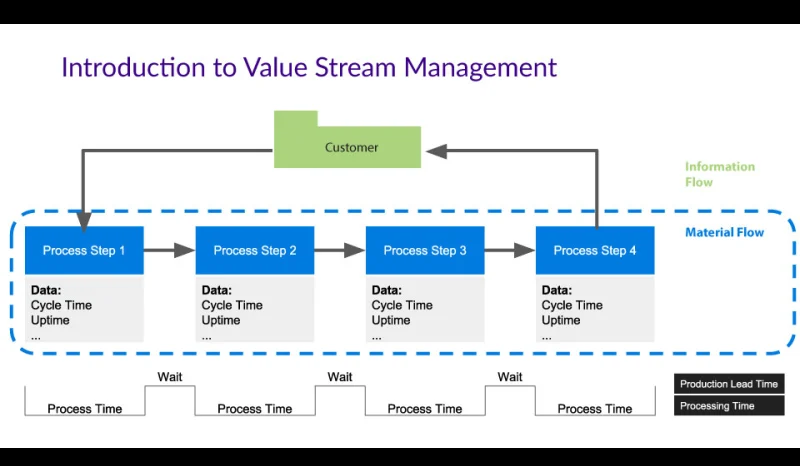 Introduction to Value Stream Management
Customer
Information
Flow
Material Flow
Process Step 1
Process Step 2
Process Step 3
Process Step 4
Data:
Cycle Time
Uptime
...
Data:
Cycle Time
Uptime
...
Data:
Cycle Time
Uptime
...
Data:
Cycle Time
Uptime
...
Wait
Wait
Wait
Process Time
Process Time
Process Time
Process Time
Production Lead Time
Processing Time